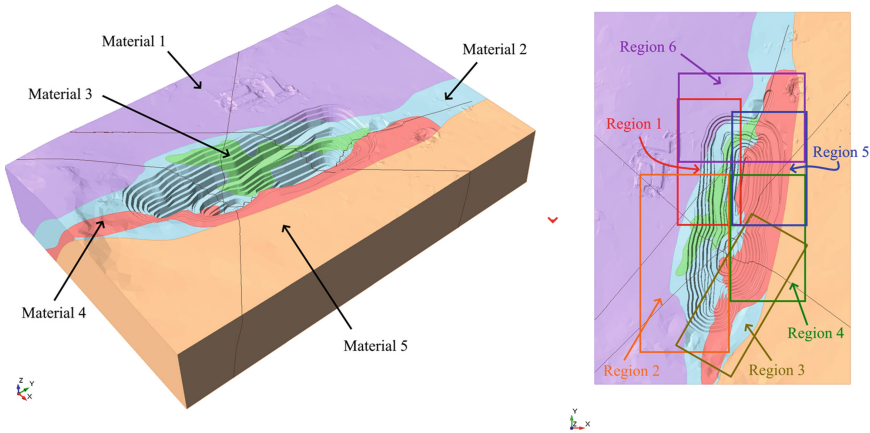 Material 1
Material 2
Material 3
Material 4
Material 5
Z
Y
X
Region 6
Region 1
Region 5
Region 4
Region 2
Region 3
Y
Z
X